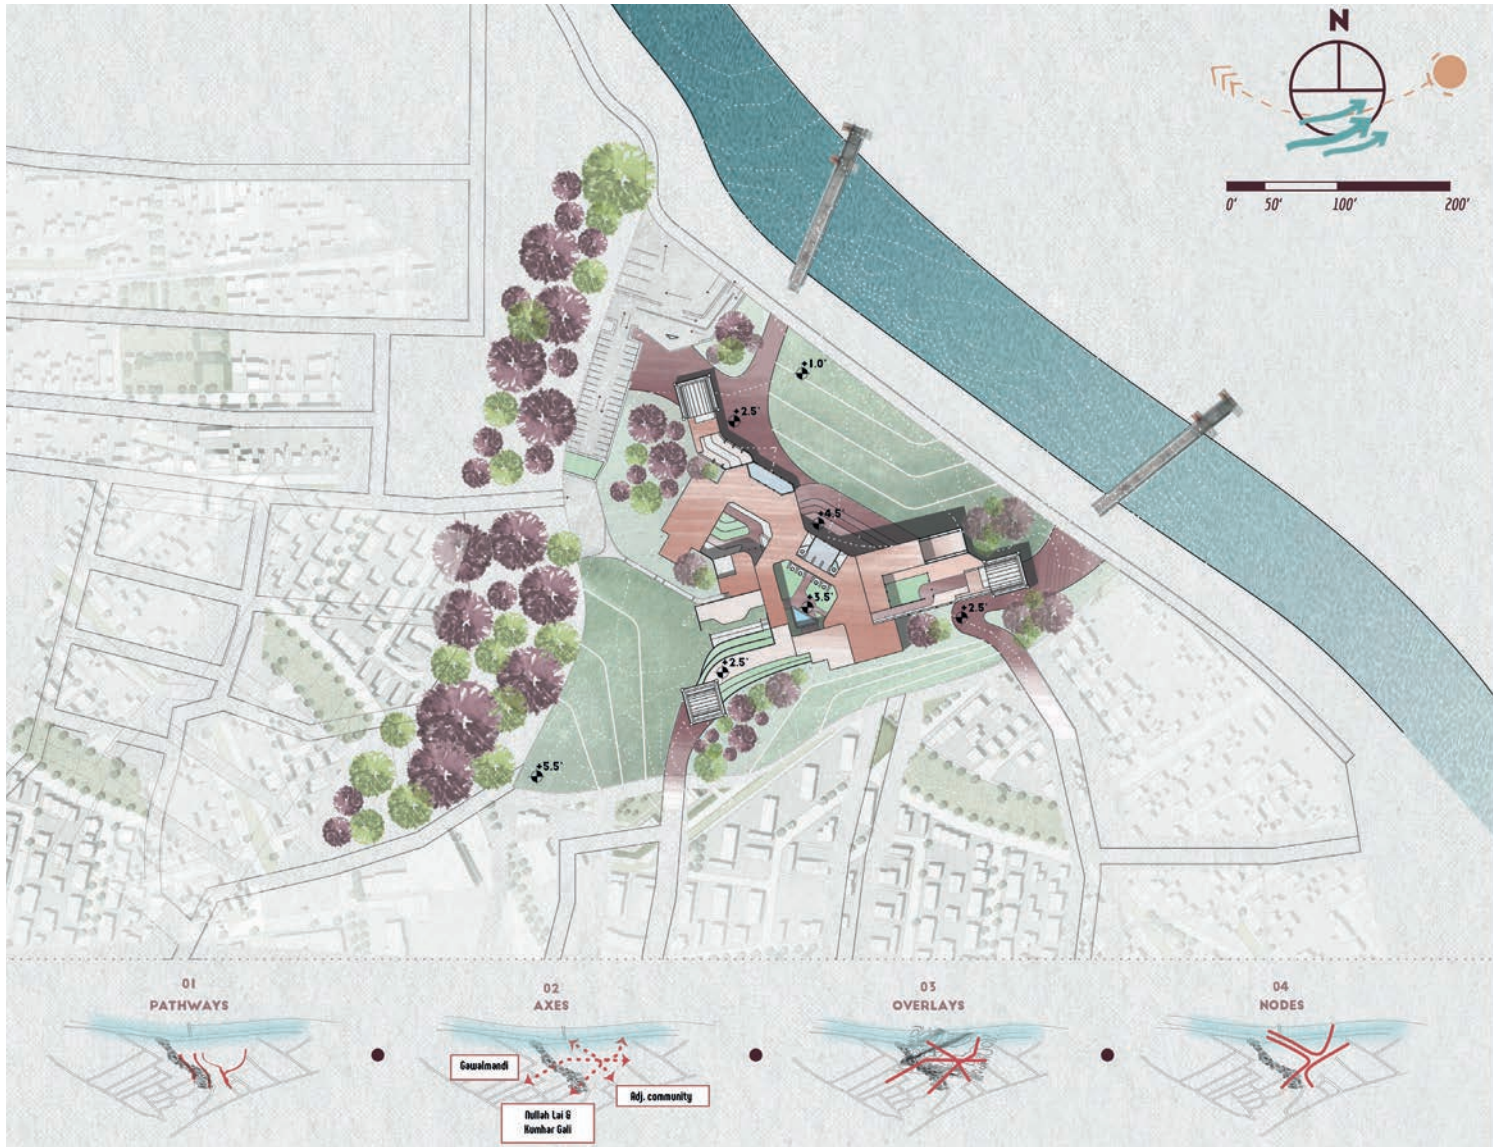 N
0' 50' 100' 200'
+1.0'
+2.5'
+4.5'
+3.5'
+2.5'
+2.5'
+5.5'
01
PATHWAYS
02
AXES
Gawalmandi
Nullah Lai &
Kumhar Gali
Adj. community
03
OVERLAYS
04
NODES